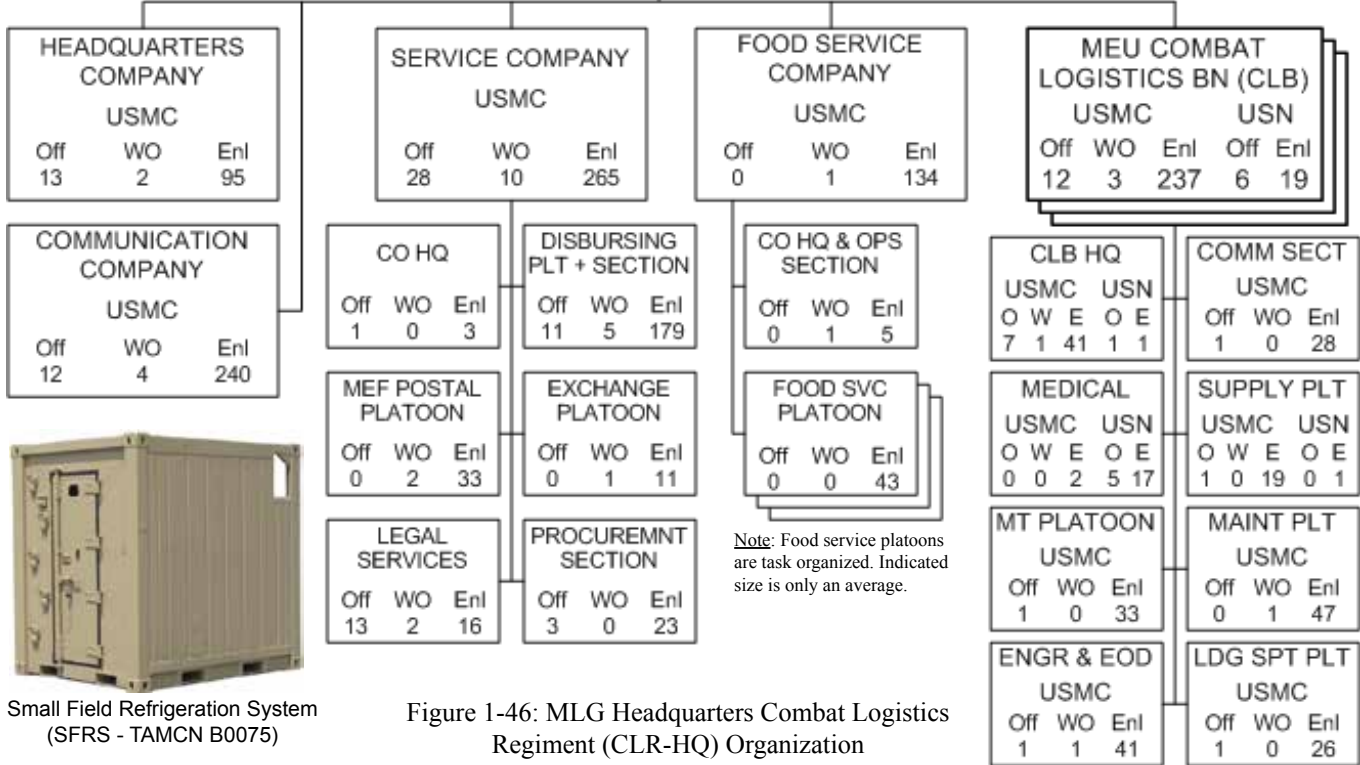 HEADQUARTERS
COMPANY
USMC
Off WO Enl
13 2 95
COMMUNICATION
COMPANY
USMC
Off WO Enl
12 4 240
SERVICE COMPANY
USMC
Off WO Enl
28 10 265
CO HQ
Off WO Enl
1 0 3
DISBURSING
PLT + SECTION
Off WO Enl
11 5 179
MEF POSTAL
PLATOON
Off WO Enl
0 2 33
EXCHANGE
PLATOON
Off WO Enl
0 1 11
LEGAL
SERVICES
Off WO Enl
13 2 16
PROCUREMNT
SECTION
Off WO Enl
3 0 23
FOOD SERVICE
COMPANY
USMC
Off WO Enl
0 1 134
CO HQ & OPS
SECTION
Off WO Enl
0 1 5
FOOD SVC
PLATOON
Off WO Enl
0 0 43
Note: Food service platoons
are task organized. Indicated
size is only an average.
MEU COMBAT
LOGISTICS BN (CLB)
USMC USN
Off WO Enl Off Enl
12 3 237 6 19
CLB HQ
USMC USN
O W E O E
7 1 41 1 1
COMM SECT
USMC
Off WO Enl
1 0 28
MEDICAL
USMC USN
O W E O E
0 0 2 5 17
SUPPLY PLT
USMC USN
O W E O E
1 0 19 0 1
MT PLATOON
USMC
Off WO Enl
1 0 33
MAINT PLT
USMC
Off WO Enl
0 1 47
ENGR & EOD
USMC
Off WO Enl
1 1 41
LDG SPT PLT
USMC
Off WO Enl
1 0 26
Small Field Refrigeration System
(SFRS - TAMCN B0075)
Figure 1-46: MLG Headquarters Combat Logistics
Regiment (CLR-HQ) Organization